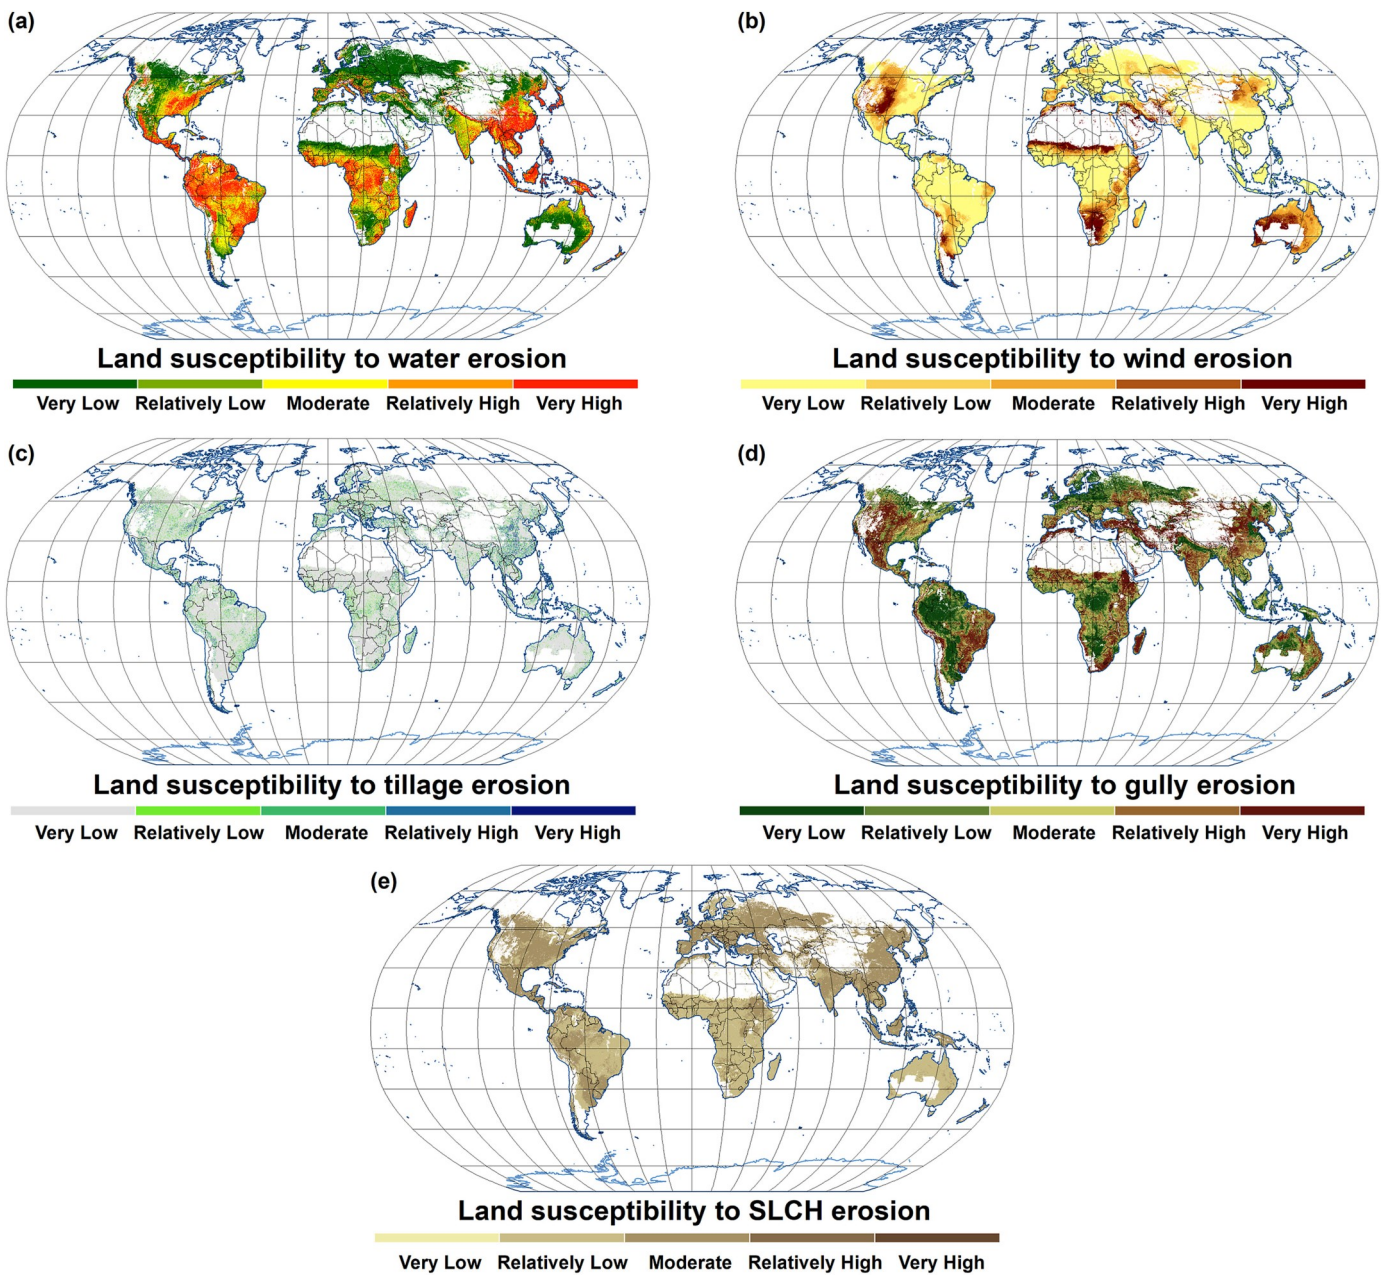 (a)
(b)
Land susceptibility to water erosion
Very Low Relatively Low Moderate Relatively High Very High
Land susceptibility to wind erosion
Very Low Relatively Low Moderate Relatively High Very High
(c)
(d)
Land susceptibility to tillage erosion
Very Low Relatively Low Moderate Relatively High Very High
Land susceptibility to gully erosion
Very Low Relatively Low Moderate Relatively High Very High
(e)
Land susceptibility to SLCH erosion
Very Low Relatively Low Moderate Relatively High Very High